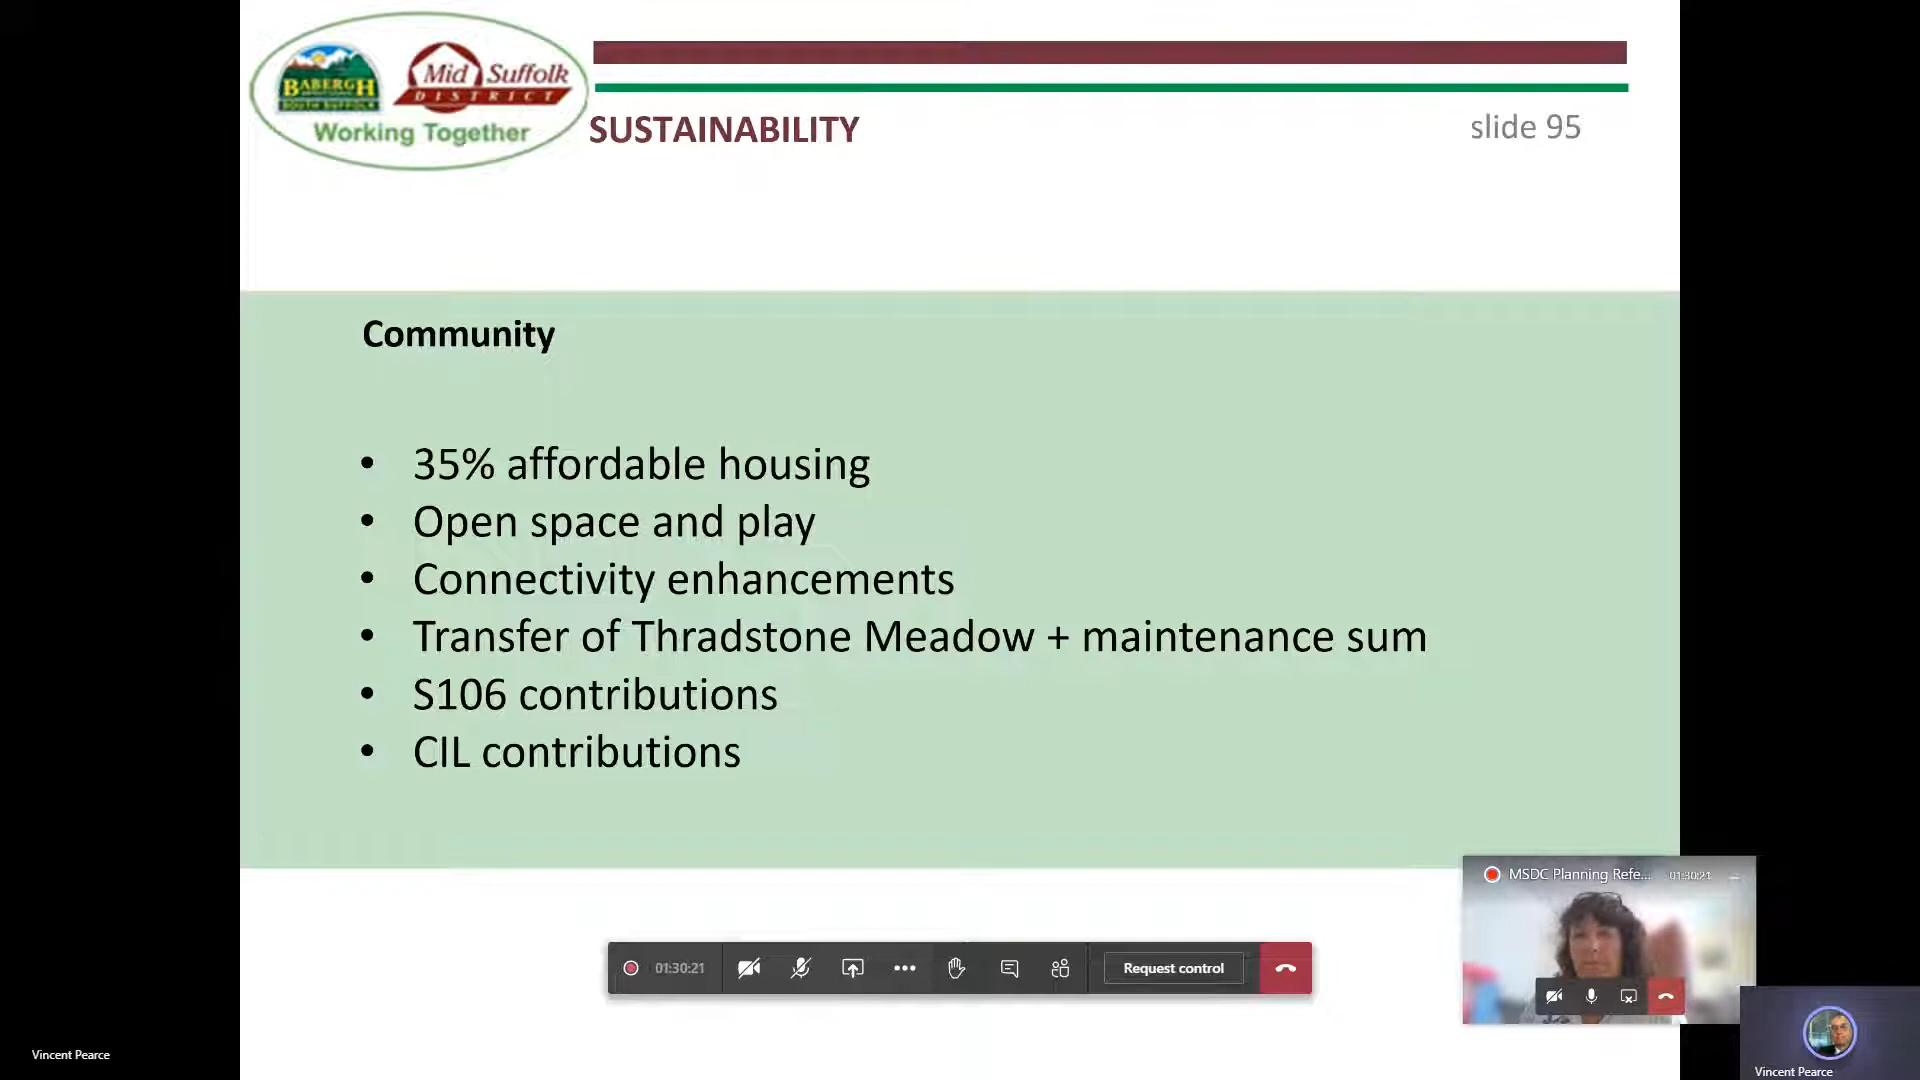 BABERGH
SOUTH SUFFOLK
Mid Suffolk
DISTRICT
Working Together
SUSTAINABILITY
slide 95
Community
• 35% affordable housing
• Open space and play
• Connectivity enhancements
• Transfer of Thradstone Meadow + maintenance sum
• S106 contributions
• CIL contributions
MSDC Planning Refe... 01:30:21
01:30:21
Request control
Vincent Pearce
Vincent Pearce